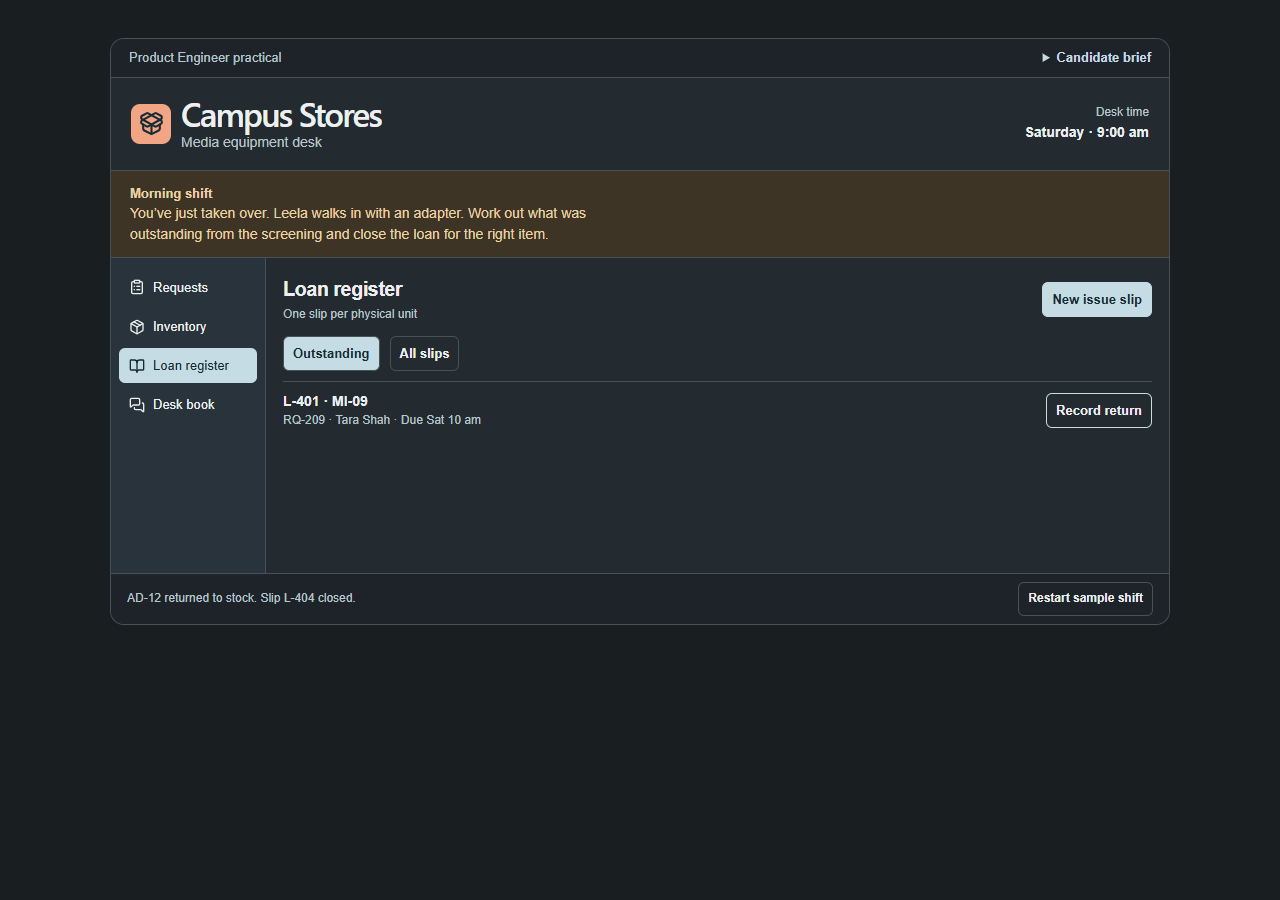 Product Engineer practical
Candidate brief
Campus Stores
Media equipment desk
Desk time
Saturday · 9:00 am
Morning shift
You’ve just taken over. Leela walks in with an adapter. Work out what was
outstanding from the screening and close the loan for the right item.
Requests
Inventory
Loan register
Desk book
Loan register
One slip per physical unit
New issue slip
Outstanding
All slips
L-401 · MI-09
RQ-209 · Tara Shah · Due Sat 10 am
Record return
AD-12 returned to stock. Slip L-404 closed.
Restart sample shift